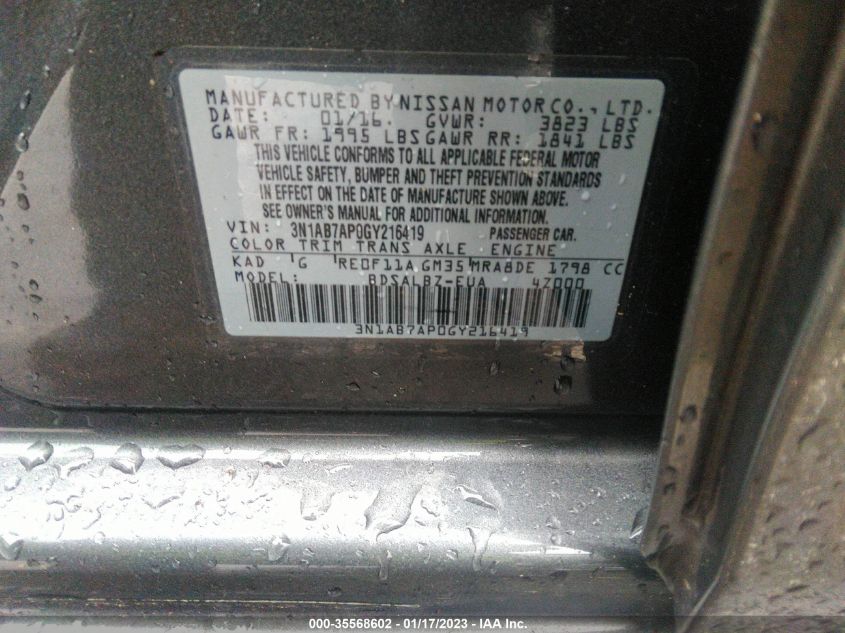 MANUFACTURED BY NISSAN MOTOR CO., LTD.
DATE: 01/16. GVWR: 3823 LBS
GAWR FR: 1995 LBS GAWR RR: 1841 LBS
THIS VEHICLE CONFORMS TO ALL APPLICABLE FEDERAL MOTOR
VEHICLE SAFETY, BUMPER AND THEFT PREVENTION STANDARDS
IN EFFECT ON THE DATE OF MANUFACTURE SHOWN ABOVE.
SEE OWNER'S MANUAL FOR ADDITIONAL INFORMATION.
VIN: 3N1AB7AP0GY216419 PASSENGER CAR.
COLOR TRIM TRANS AXLE ENGINE
KAD G RE0F11A GM35 MRA8DE 1798 CC
MODEL: BDSALBZ-EUA 47000
3N1AB7AP0GY216419
000-35568602 - 01/17/2023 - IAA Inc.